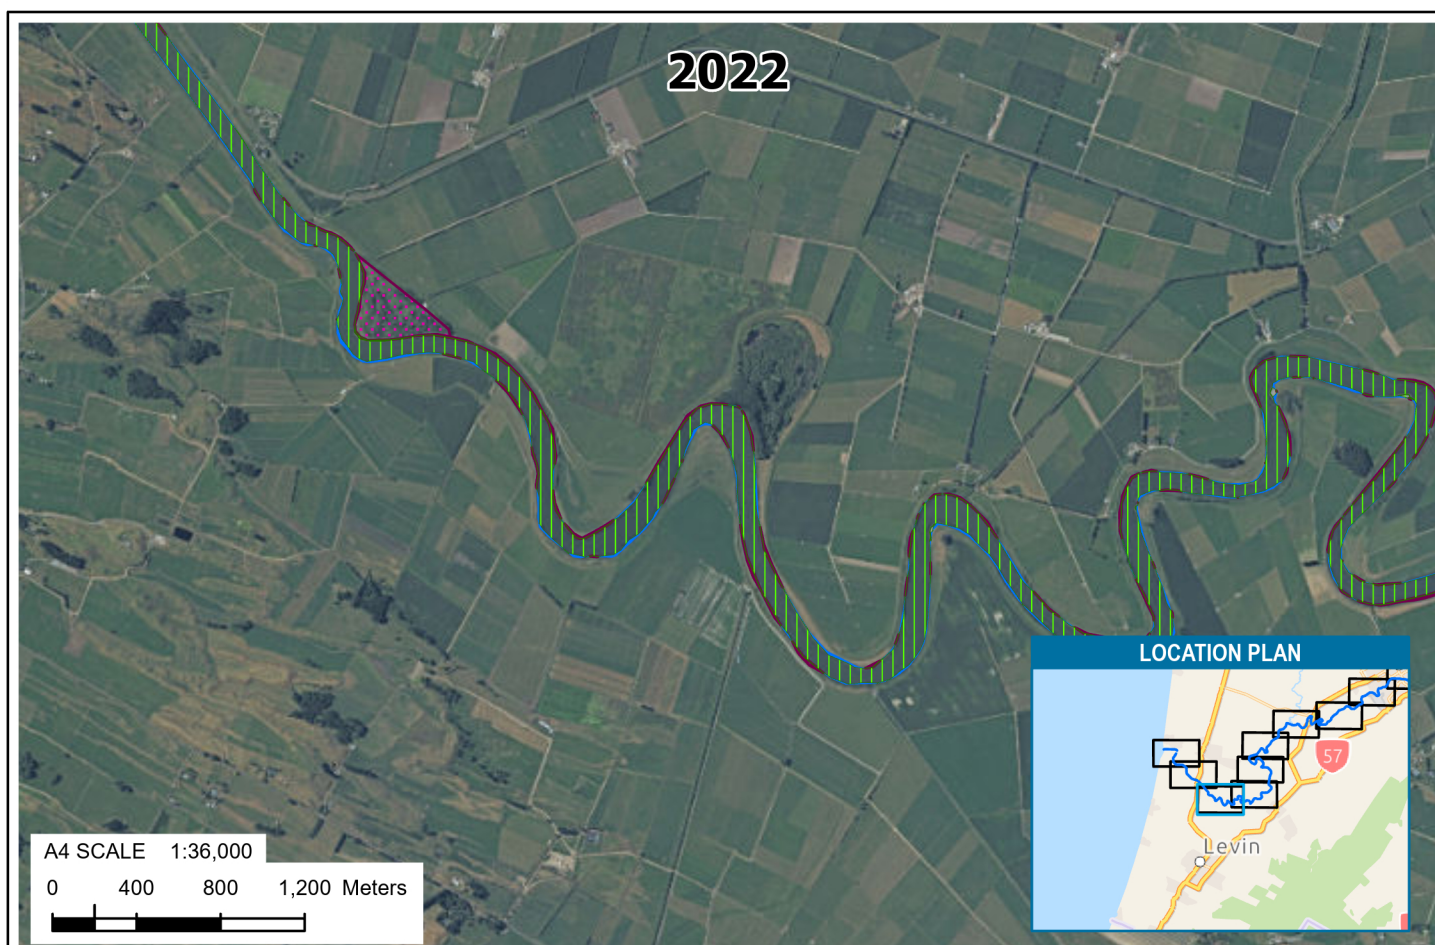 2022
LOCATION PLAN
57
Levin
A4 SCALE 1:36,000
0 400 800 1,200 Meters